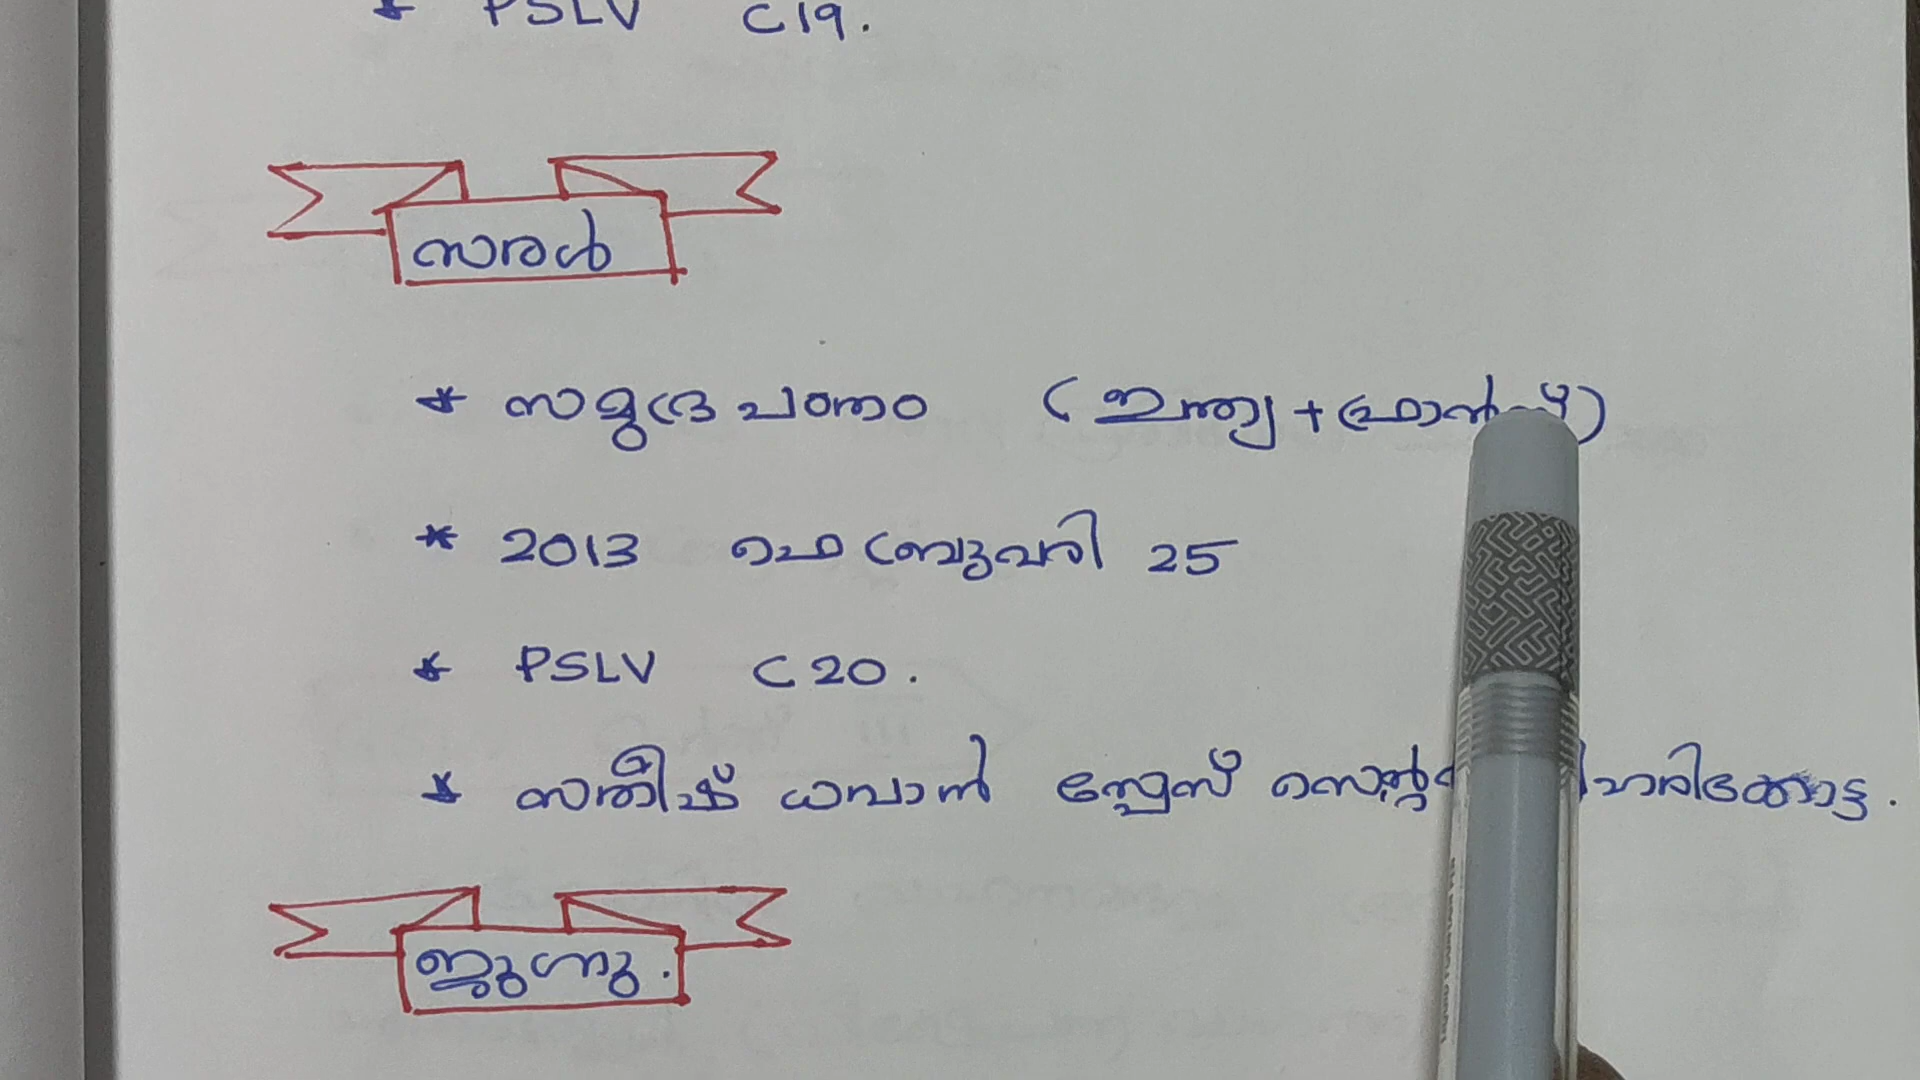 * PSLV C19.
സരൾ
* സമുദ്ര പഠനം (ഇന്ത്യ + ഫ്രാൻസ്)
* 2013 ഫെബ്രുവരി 25
* PSLV C20.
* സതീഷ് ധവാൻ സ്പേസ് സെന്റർ ശ്രീഹരിക്കോട്ട.
ജുഗ്നു.